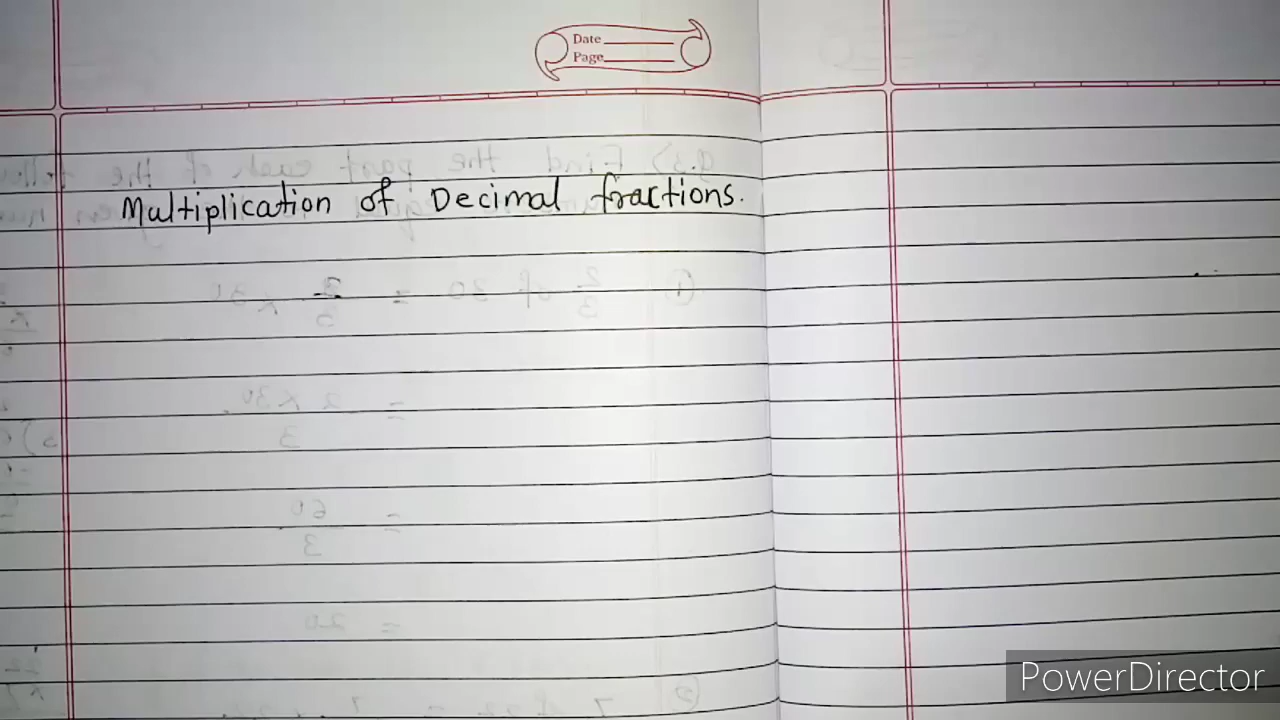 Date
Page
Multiplication of Decimal fractions.
PowerDirector